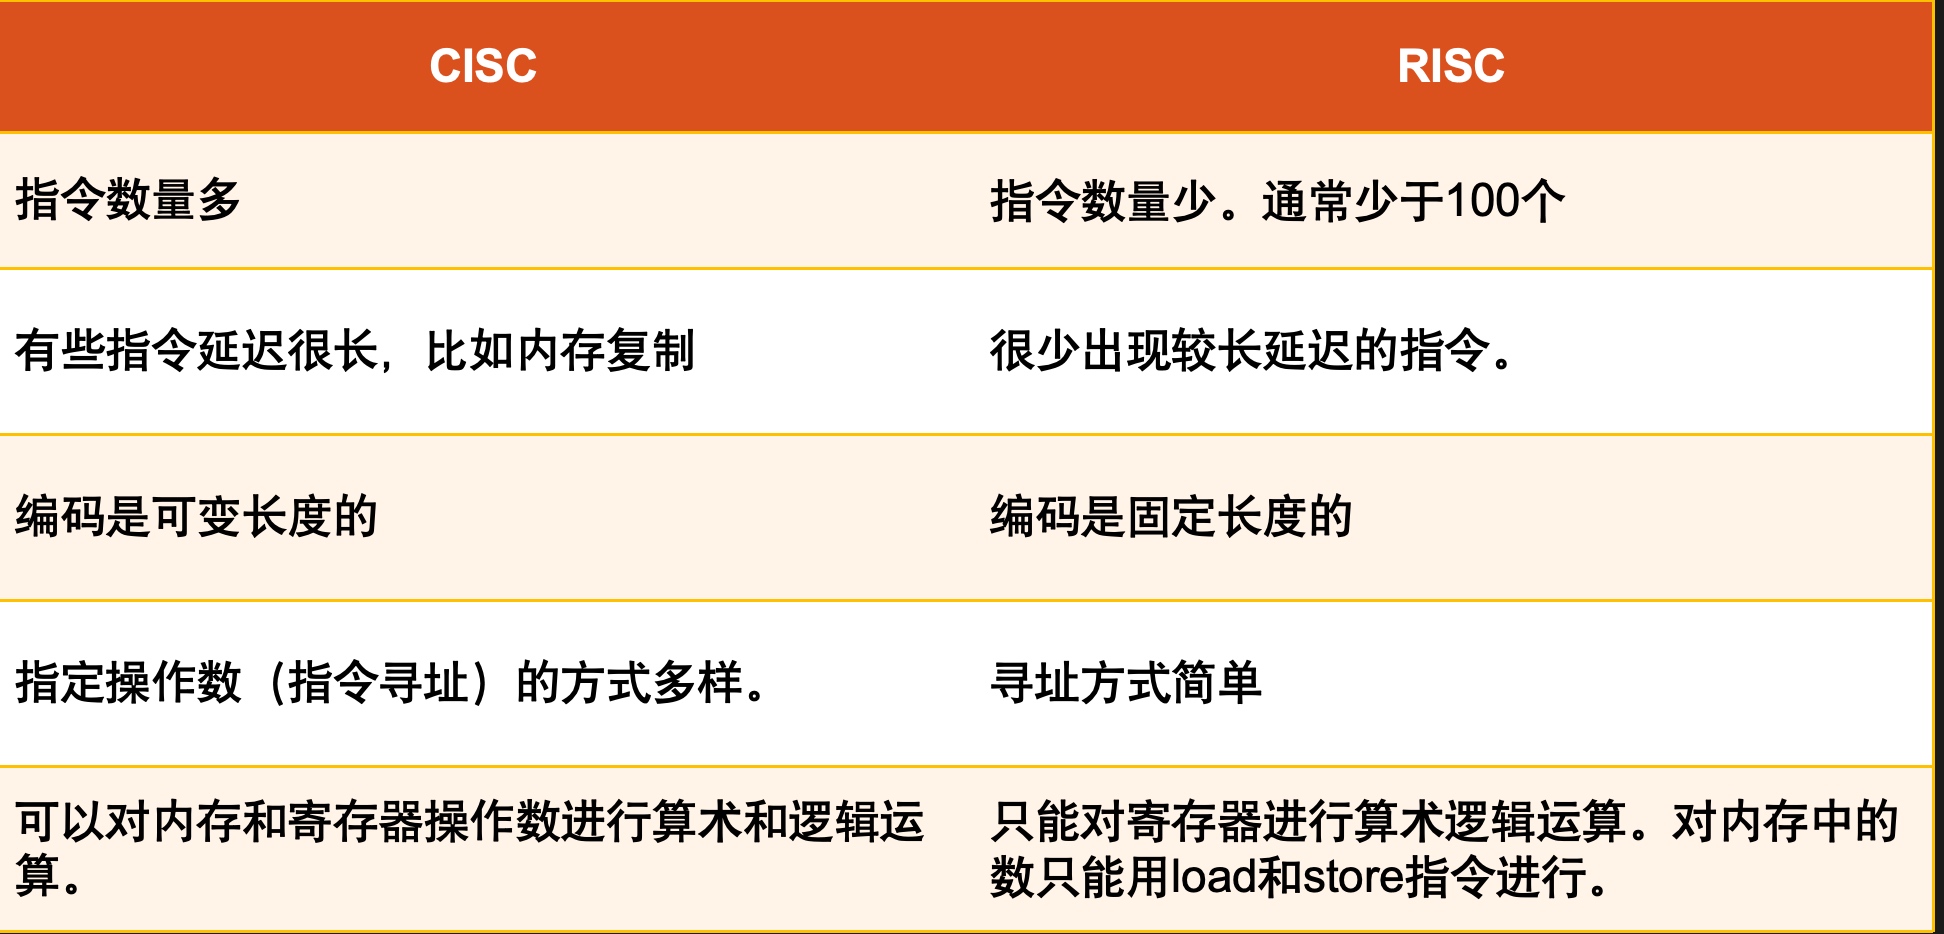 CISC
RISC
指令数量多
指令数量少。通常少于100个
有些指令延迟很长，比如内存复制
很少出现较长延迟的指令。
编码是可变长度的
编码是固定长度的
指定操作数（指令寻址）的方式多样。
寻址方式简单
可以对内存和寄存器操作数进行算术和逻辑运
算。
只能对寄存器进行算术逻辑运算。对内存中的
数只能用load和store指令进行。